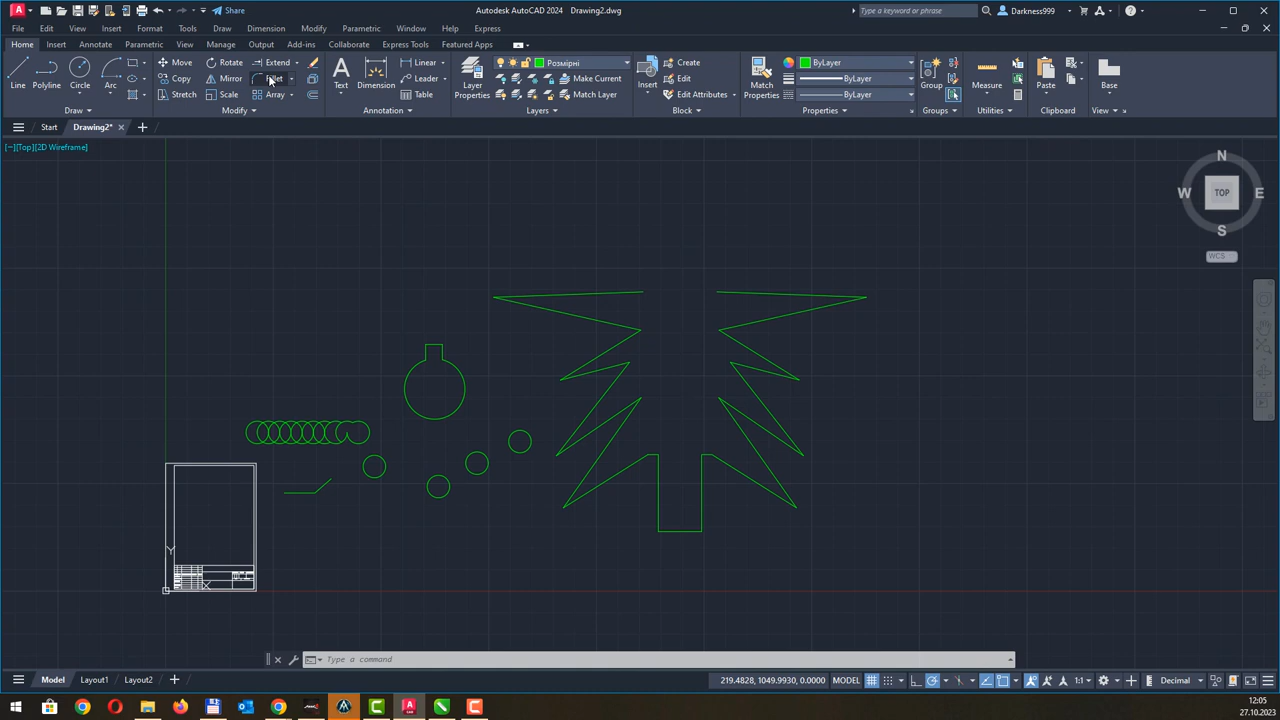 Share
Autodesk AutoCAD 2024 Drawing2.dwg
Type a keyword or phrase
Darkness999
File Edit View Insert Format Tools Draw Dimension Modify Parametric Window Help Express
Home Insert Annotate Parametric View Manage Output Add-ins Collaborate Express Tools Featured Apps
Line Polyline Circle Arc
Move Rotate Extend
Copy Mirror Fillet
Stretch Scale Array
Text Dimension
Linear
Leader
Table
Layer Properties
Розмірні
Make Current
Match Layer
Insert
Create
Edit
Edit Attributes
Match Properties
ByLayer
ByLayer
ByLayer
Group
Measure
Paste
Base
Draw Modify Annotation Layers Block Properties Groups Utilities Clipboard View
Start Drawing2*
[−][Top][2D Wireframe]
N
W TOP E
S
WCS
Y
X
Type a command
Model Layout1 Layout2
219.4828, 1049.9930, 0.0000 MODEL 1:1 Decimal
12:05
27.10.2023